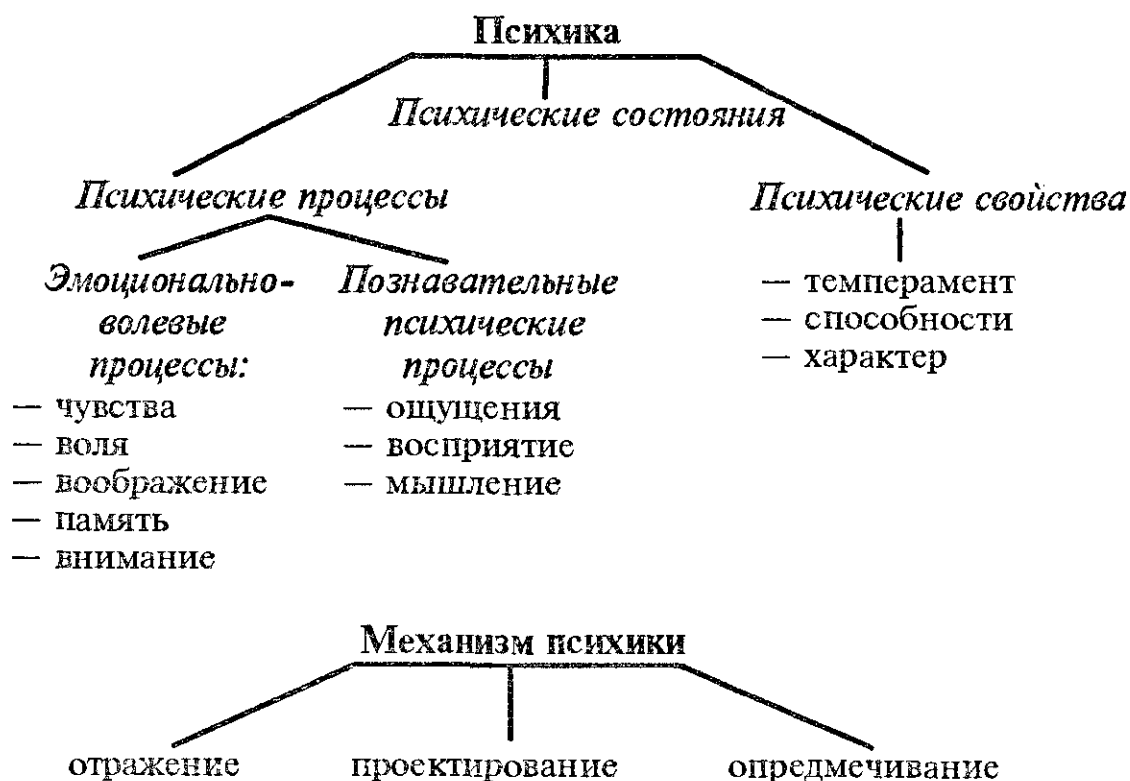 Психика
Психические состояния
Психические процессы
Психические свойства
Эмоционально-
волевые
процессы:
— чувства
— воля
— воображение
— память
— внимание
Познавательные
психические
процессы
— ощущения
— восприятие
— мышление
— темперамент
— способности
— характер
Механизм психики
отражение проектирование опредмечивание